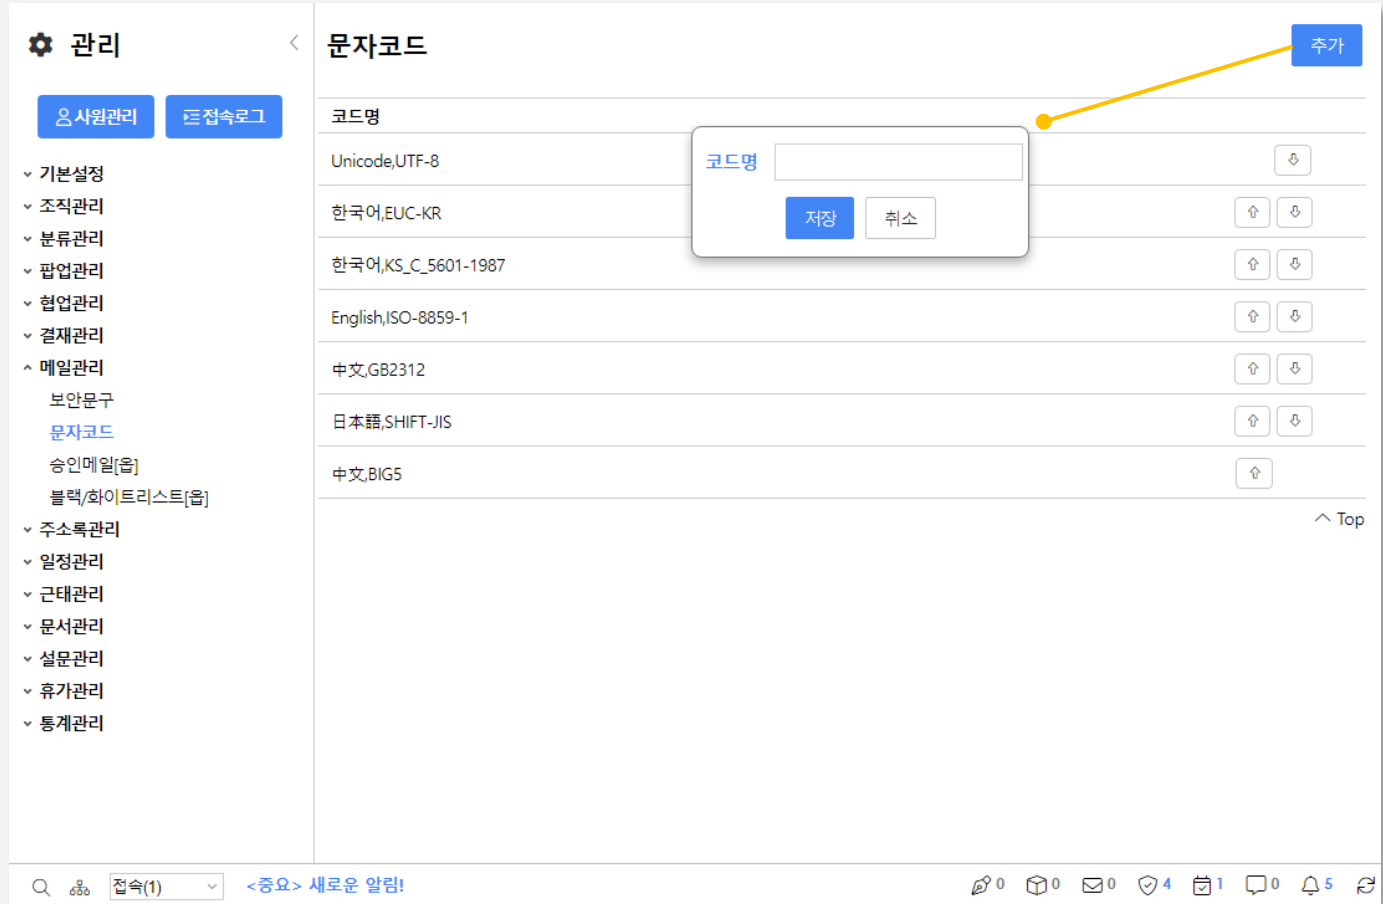 관리
사원관리
접속로그
기본설정
조직관리
분류관리
팝업관리
협업관리
결재관리
메일관리
보안문구
문자코드
승인메일[옵]
블랙/화이트리스트[옵]
주소록관리
일정관리
근태관리
문서관리
설문관리
휴가관리
통계관리
문자코드
추가
코드명
Unicode,UTF-8
한국어,EUC-KR
한국어,KS_C_5601-1987
English,ISO-8859-1
中文,GB2312
日本語,SHIFT-JIS
中文,BIG5
Top
코드명
저장 취소
접속(1) <중요> 새로운 알림! 0 0 0 4 1 0 5